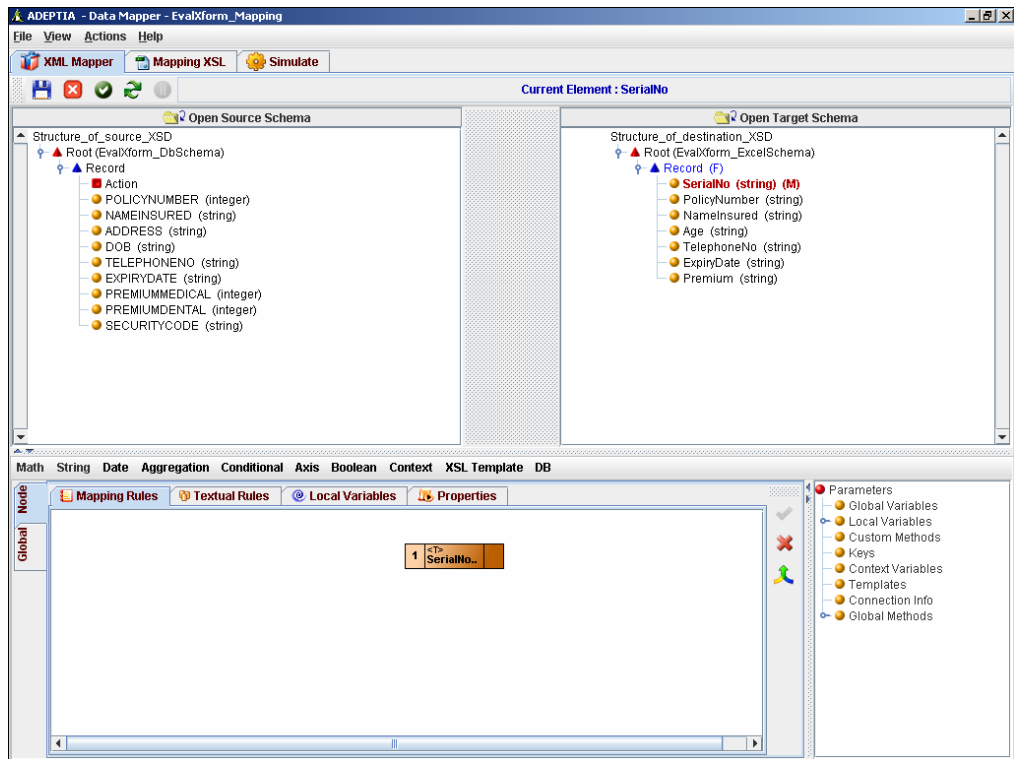 ADEPTIA - Data Mapper - EvalXform_Mapping
File View Actions Help
XML Mapper Mapping XSL Simulate
Current Element : SerialNo
Open Source Schema
Structure_of_source_XSD
Root (EvalXform_DbSchema)
Record
Action
POLICYNUMBER (integer)
NAMEINSURED (string)
ADDRESS (string)
DOB (string)
TELEPHONENO (string)
EXPIRYDATE (string)
PREMIUMMEDICAL (integer)
PREMIUMDENTAL (integer)
SECURITYCODE (string)
Open Target Schema
Structure_of_destination_XSD
Root (EvalXform_ExcelSchema)
Record (F)
SerialNo (string) (M)
PolicyNumber (string)
NameInsured (string)
Age (string)
TelephoneNo (string)
ExpiryDate (string)
Premium (string)
Math String Date Aggregation Conditional Axis Boolean Context XSL Template DB
Node
Global
Mapping Rules Textual Rules Local Variables Properties
1 <T> SerialNo..
Parameters
Global Variables
Local Variables
Custom Methods
Keys
Context Variables
Templates
Connection Info
Global Methods